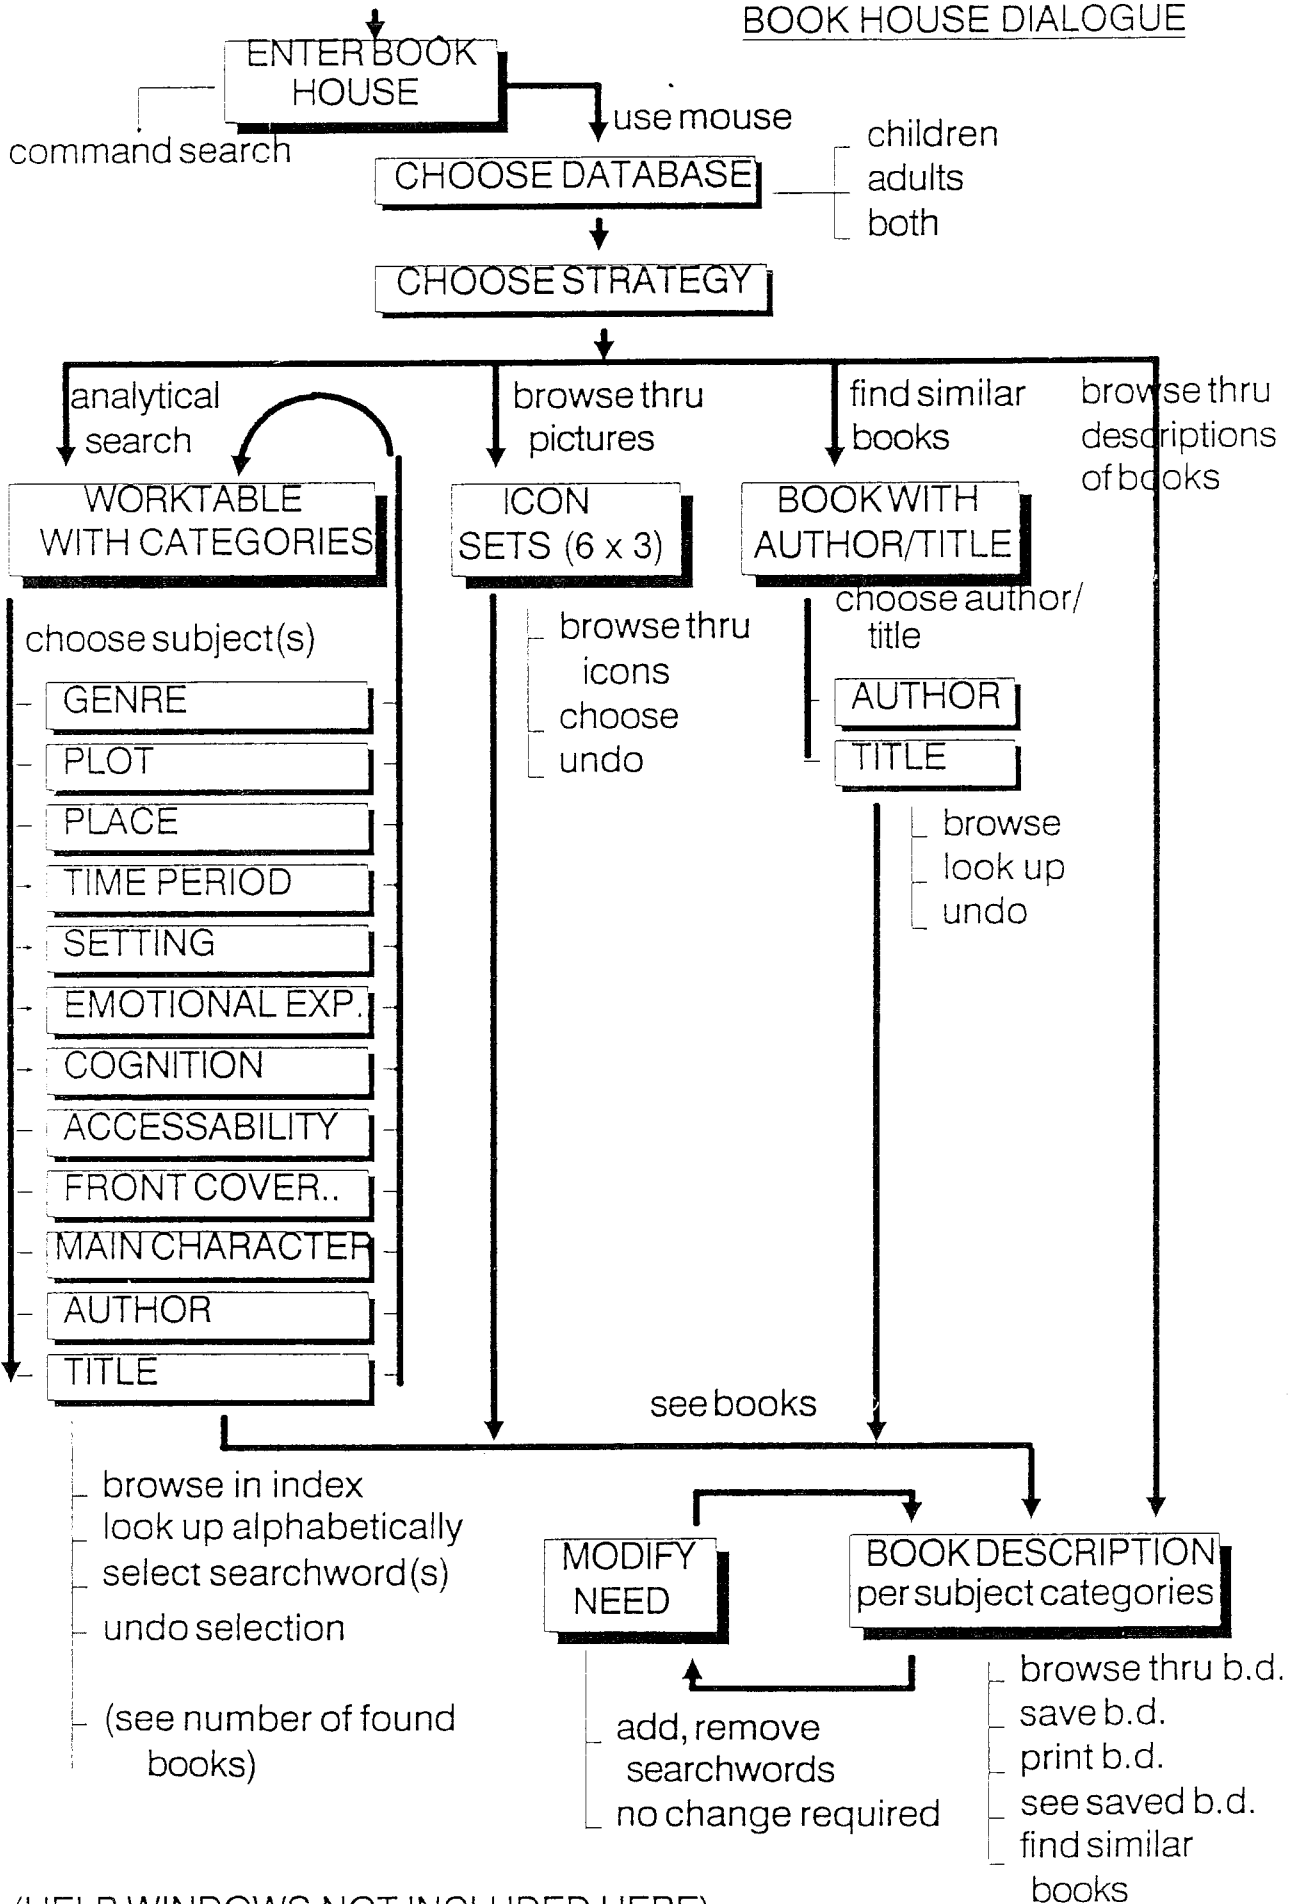 BOOK HOUSE DIALOGUE
ENTER BOOK
HOUSE
use mouse
command search
CHOOSE DATABASE
children
adults
both
CHOOSE STRATEGY
analytical
search
browse thru
pictures
find similar
books
browse thru
descriptions
of books
WORKTABLE
WITH CATEGORIES
ICON
SETS (6 x 3)
BOOK WITH
AUTHOR/TITLE
choose subject(s)
GENRE
PLOT
PLACE
TIME PERIOD
SETTING
EMOTIONAL EXP.
COGNITION
ACCESSABILITY
FRONT COVER..
MAIN CHARACTER
AUTHOR
TITLE
browse thru
icons
choose
undo
choose author/
title
AUTHOR
TITLE
browse
look up
undo
see books
browse in index
look up alphabetically
select searchword(s)
undo selection
(see number of found
books)
MODIFY
NEED
add, remove
searchwords
no change required
BOOK DESCRIPTION
per subject categories
browse thru b.d.
save b.d.
print b.d.
see saved b.d.
find similar
books
(HELP WINDOWS NOT INCLUDED HERE)